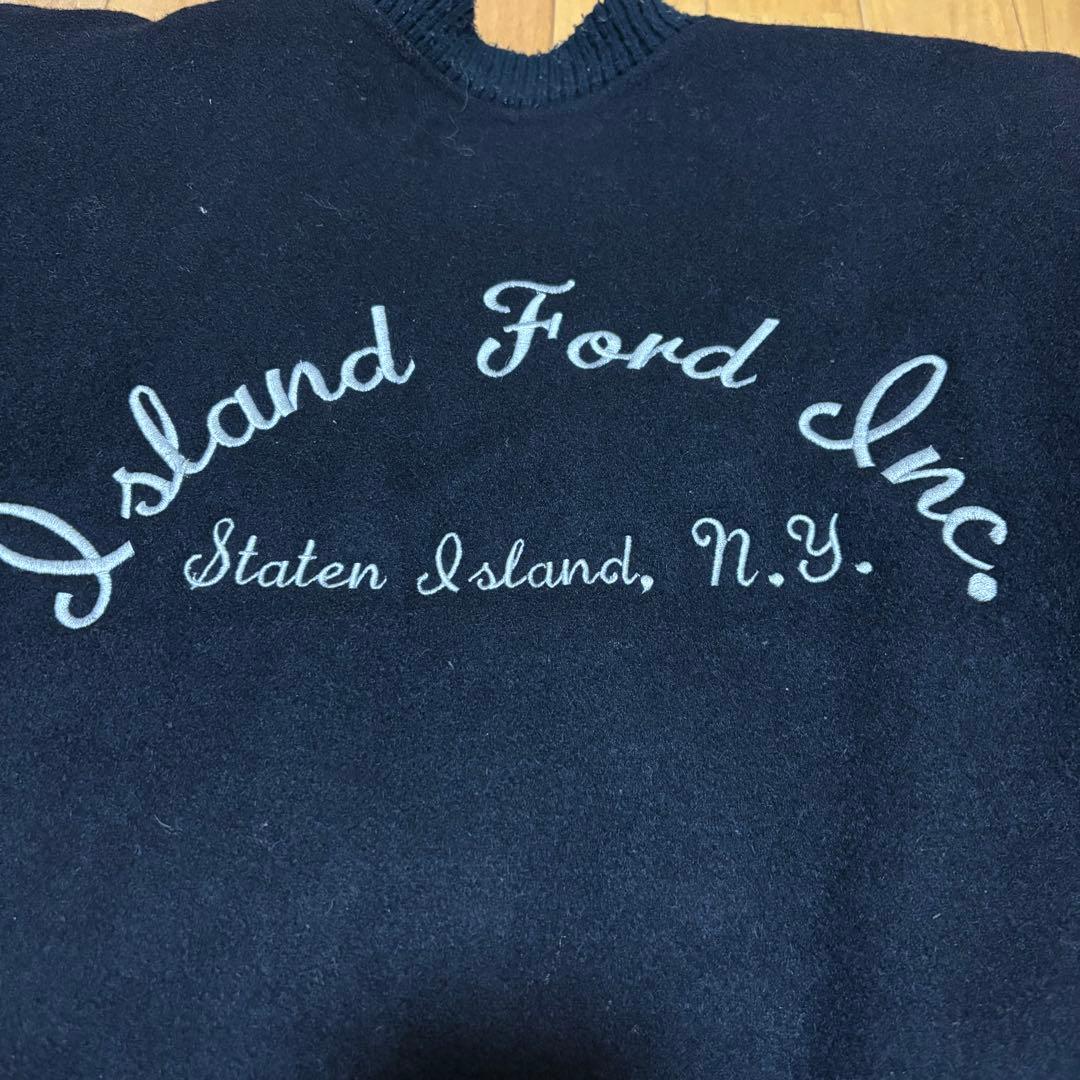 Island Ford Inc.
Staten Island, N.Y.